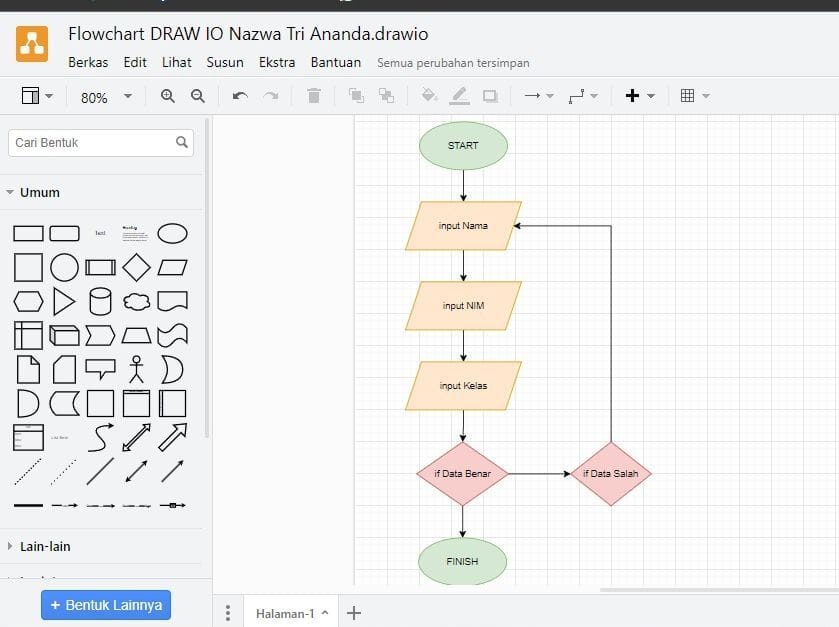 Flowchart DRAW IO Nazwa Tri Ananda.drawio
Berkas Edit Lihat Susun Ekstra Bantuan Semua perubahan tersimpan
80%
Cari Bentuk
Umum
Text
Heading
List Item
Lain-lain
+ Bentuk Lainnya
START
input Nama
input NIM
input Kelas
if Data Benar
if Data Salah
FINISH
Halaman-1